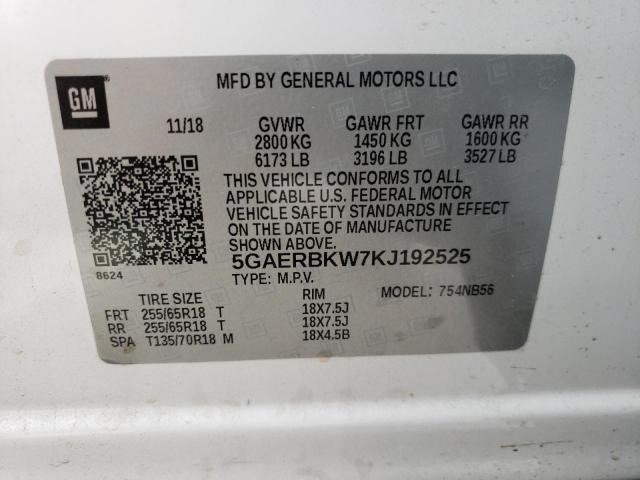 GM
MFD BY GENERAL MOTORS LLC
11/18 GVWR GAWR FRT GAWR RR
2800 KG 1450 KG 1600 KG
6173 LB 3196 LB 3527 LB
THIS VEHICLE CONFORMS TO ALL
APPLICABLE U.S. FEDERAL MOTOR
VEHICLE SAFETY STANDARDS IN EFFECT
ON THE DATE OF MANUFACTURE
SHOWN ABOVE.
8624 5GAERBKW7KJ192525
TYPE: M.P.V. MODEL: 754NB56
TIRE SIZE RIM
FRT 255/65R18 T 18X7.5J
RR 255/65R18 T 18X7.5J
SPA T135/70R18 M 18X4.5B